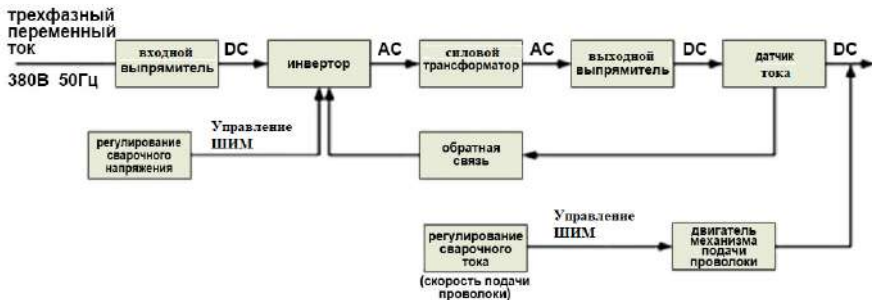 трехфазный
переменный
ток
380В 50Гц
входной
выпрямитель
DC
инвертор
AC
силовой
трансформатор
AC
выходной
выпрямитель
DC
датчик
тока
DC
регулирование
сварочного
напряжения
Управление
ШИМ
обратная
связь
регулирование
сварочного
тока
(скорость подачи
проволоки)
Управление
ШИМ
двигатель
механизма
подачи
проволоки